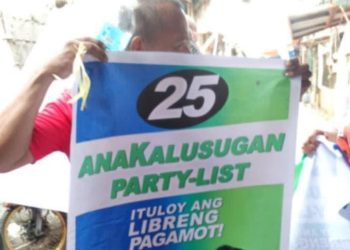 25
ANAKALUSUGAN
PARTY-LIST
ITULOY ANG
LIBRENG
PAGAMOT!